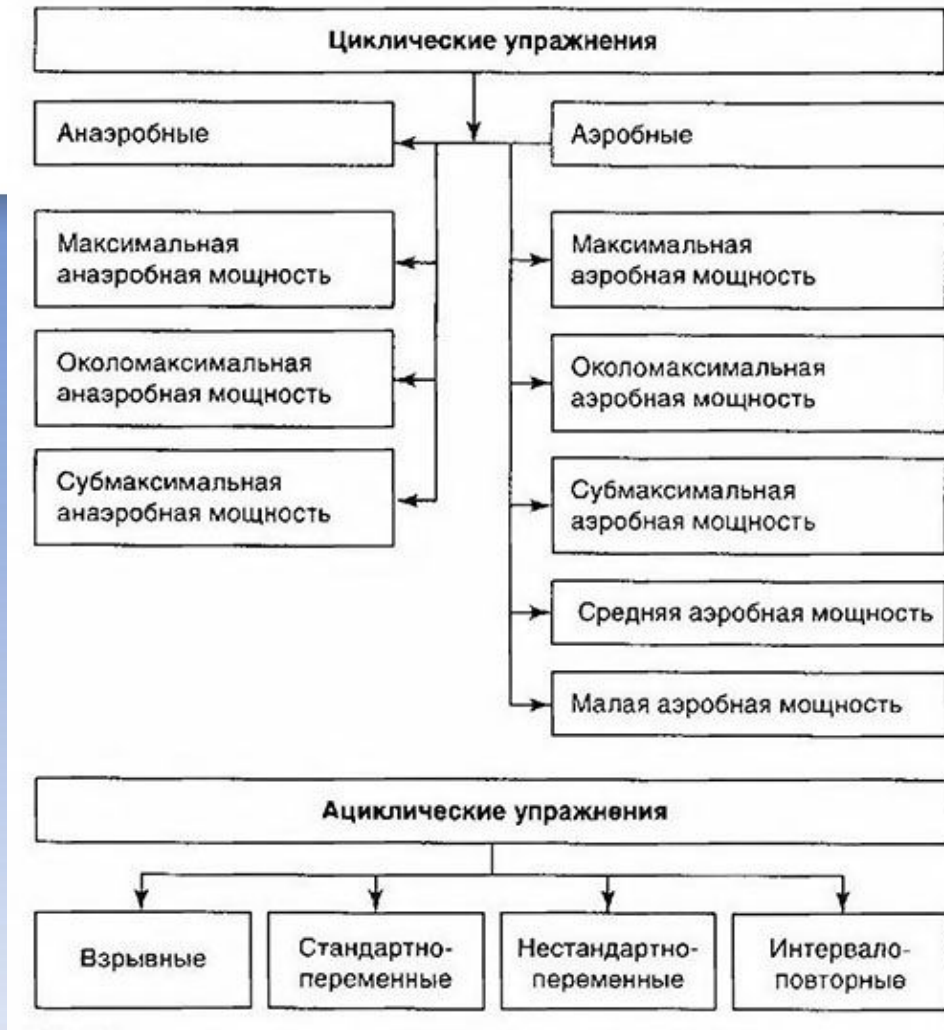 Циклические упражнения
Анаэробные
Аэробные
Максимальная
анаэробная мощность
Максимальная
аэробная мощность
Околомаксимальная
анаэробная мощность
Околомаксимальная
аэробная мощность
Субмаксимальная
анаэробная мощность
Субмаксимальная
аэробная мощность
Средняя аэробная мощность
Малая аэробная мощность
Ациклические упражнения
Взрывные
Стандартно-
переменные
Нестандартно-
переменные
Интервало-
повторные